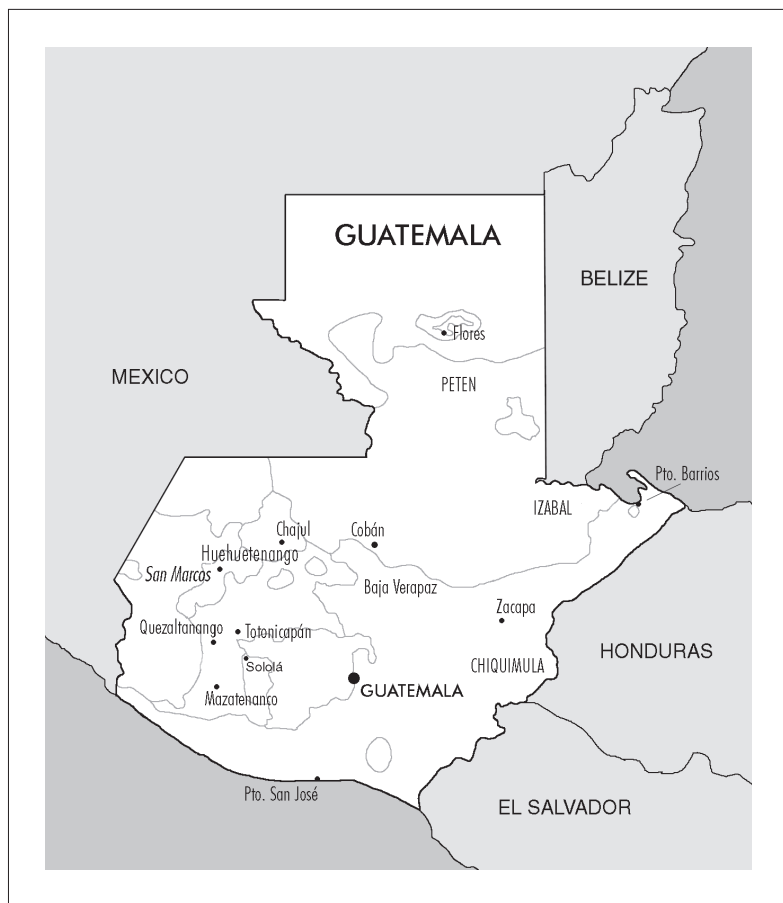 GUATEMALA
BELIZE
Flores
MEXICO
PETEN
Pto. Barrios
IZABAL
Chajul
Cobán
Huehuetenango
San Marcos
Baja Verapaz
Zacapa
Quezaltanango
Totonicapán
HONDURAS
Sololá
CHIQUIMULA
GUATEMALA
Mazatenanco
Pto. San José
EL SALVADOR